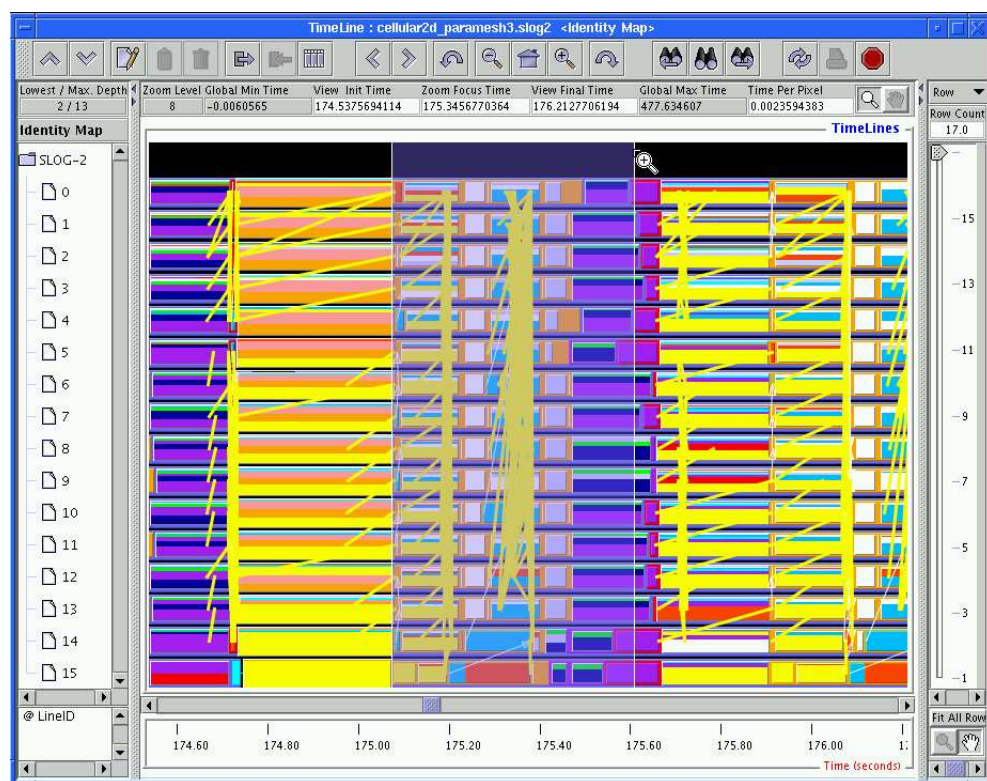 TimeLine : cellular2d_paramesh3.slog2 <Identity Map>
Lowest / Max. Depth
2 / 13
Zoom Level
8
Global Min Time
-0.0060565
View Init Time
174.5375694114
Zoom Focus Time
175.3456770364
View Final Time
176.2127706194
Global Max Time
477.634607
Time Per Pixel
0.0023594383
Row
Row Count
17.0
Identity Map
TimeLines
SLOG-2
0
1
2
3
4
5
6
7
8
9
10
11
12
13
14
15
15
13
11
9
7
5
3
1
@ LineID
174.60 174.80 175.00 175.20 175.40 175.60 175.80 176.00
Time (seconds)
Fit All Row